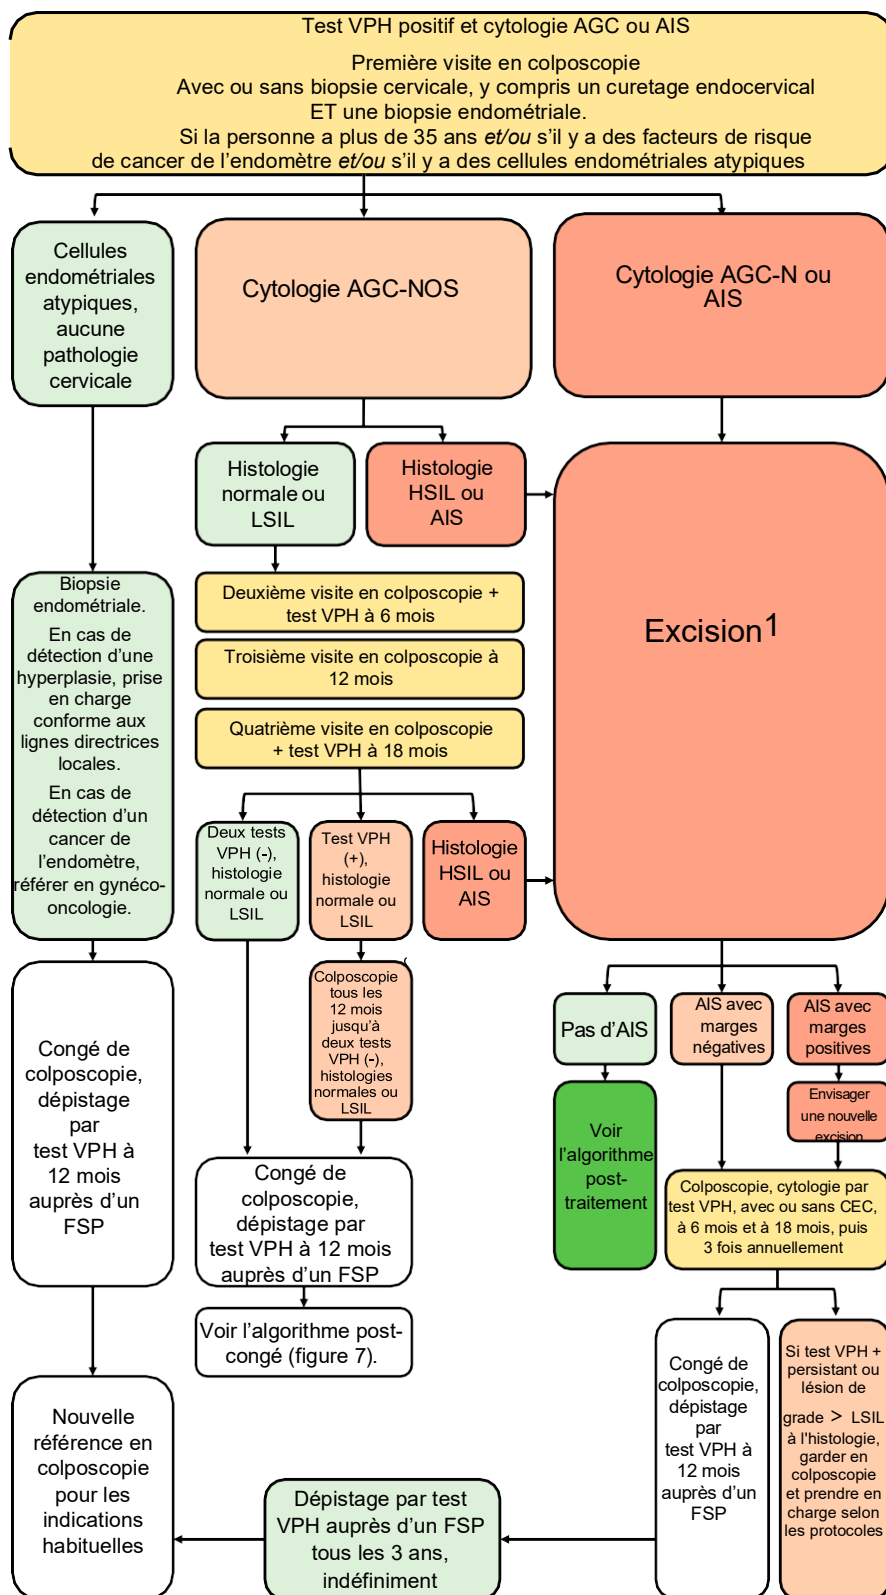 Test VPH positif et cytologie AGC ou AIS
Première visite en colposcopie
Avec ou sans biopsie cervicale, y compris un curetage endocervical
ET une biopsie endométriale.
Si la personne a plus de 35 ans et/ou s’il y a des facteurs de risque
de cancer de l’endomètre et/ou s’il y a des cellules endométriales atypiques
Cellules
endométriales
atypiques,
aucune
pathologie
cervicale
Cytologie AGC-NOS
Cytologie AGC-N ou
AIS
Histologie
normale ou
LSIL
Histologie
HSIL ou
AIS
Excision1
Biopsie
endométriale.
En cas de
détection d’une
hyperplasie, prise
en charge
conforme aux
lignes directrices
locales.
En cas de
détection d’un
cancer de
l’endomètre,
référer en gynéco-
oncologie.
Deuxième visite en colposcopie +
test VPH à 6 mois
Troisième visite en colposcopie à
12 mois
Quatrième visite en colposcopie
+ test VPH à 18 mois
Deux tests
VPH (-),
histologie
normale ou
LSIL
Test VPH
(+),
histologie
normale ou
LSIL
Histologie
HSIL ou
AIS
Colposcopie
tous les
12 mois
jusqu’à
deux tests
VPH (-),
histologies
normales ou
LSIL
Pas d’AIS
AIS avec
marges
négatives
AIS avec
marges
positives
Envisager
une nouvelle
excision
Voir
l’algorithme
post-
traitement
Congé de
colposcopie,
dépistage
par
test VPH à
12 mois
auprès d’un
FSP
Congé de
colposcopie,
dépistage par
test VPH à 12 mois
auprès d’un FSP
Colposcopie, cytologie par
test VPH, avec ou sans CEC,
à 6 mois et à 18 mois, puis
3 fois annuellement
Voir l’algorithme post-
congé (figure 7).
Congé de
colposcopie,
dépistage
par
test VPH à
12 mois
auprès d’un
FSP
Si test VPH +
persistant ou
lésion de
grade > LSIL
à l'histologie,
garder en
colposcopie
et prendre en
charge selon
les protocoles
Nouvelle
référence en
colposcopie
pour les
indications
habituelles
Dépistage par test
VPH auprès d’un FSP
tous les 3 ans,
indéfiniment